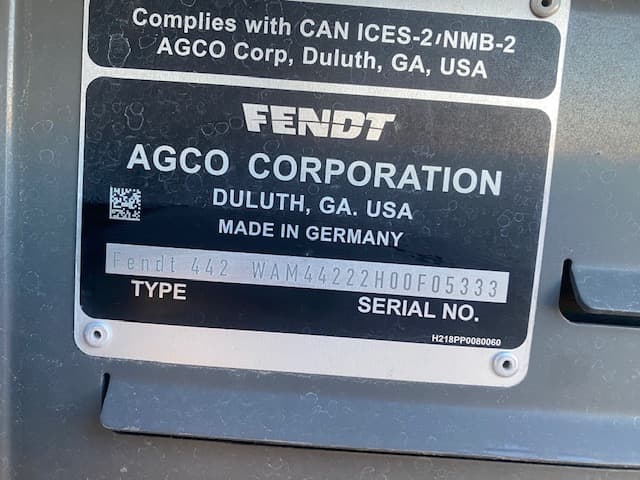 Complies with CAN ICES-2/NMB-2
AGCO Corp, Duluth, GA, USA
FENDT
AGCO CORPORATION
DULUTH, GA. USA
MADE IN GERMANY
Fendt 442 WAM44222H00F05333
TYPE SERIAL NO.
H218PP0080060